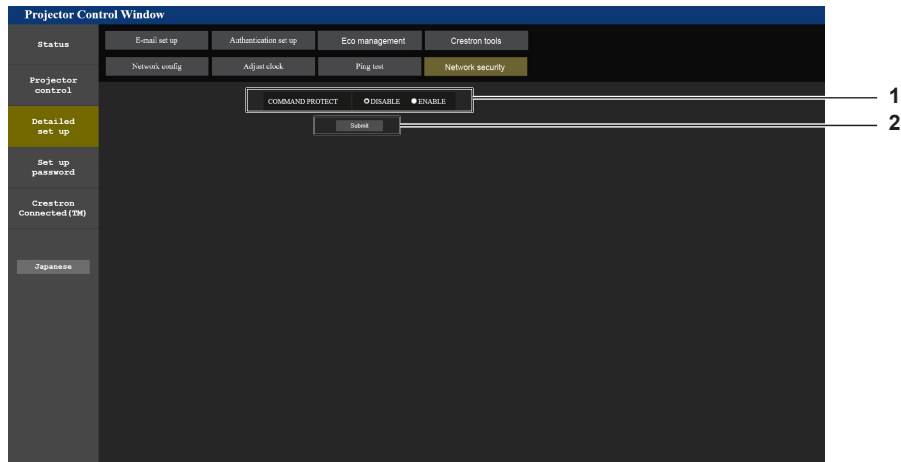 Projector Control Window
Status
Projector
control
Detailed
set up
Set up
password
Crestron
Connected(TM)
Japanese
E-mail set up
Authentication set up
Eco management
Crestron tools
Network config
Adjust clock
Ping test
Network security
COMMAND PROTECT DISABLE ENABLE
1
Submit
2